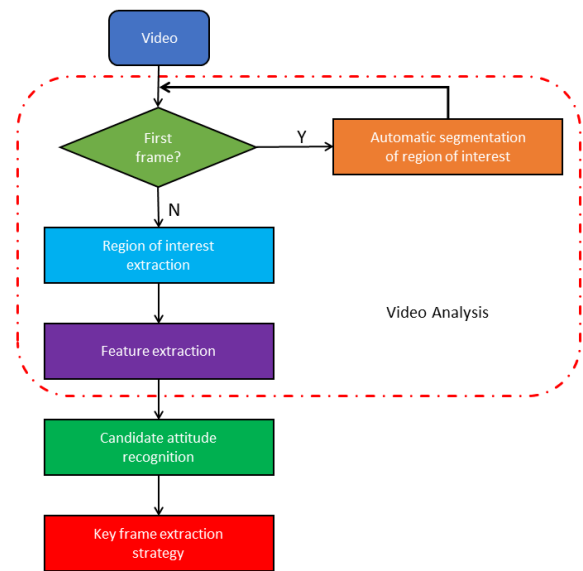 Video
First
frame?
Y
Automatic segmentation
of region of interest
N
Region of interest
extraction
Video Analysis
Feature extraction
Candidate attitude
recognition
Key frame extraction
strategy